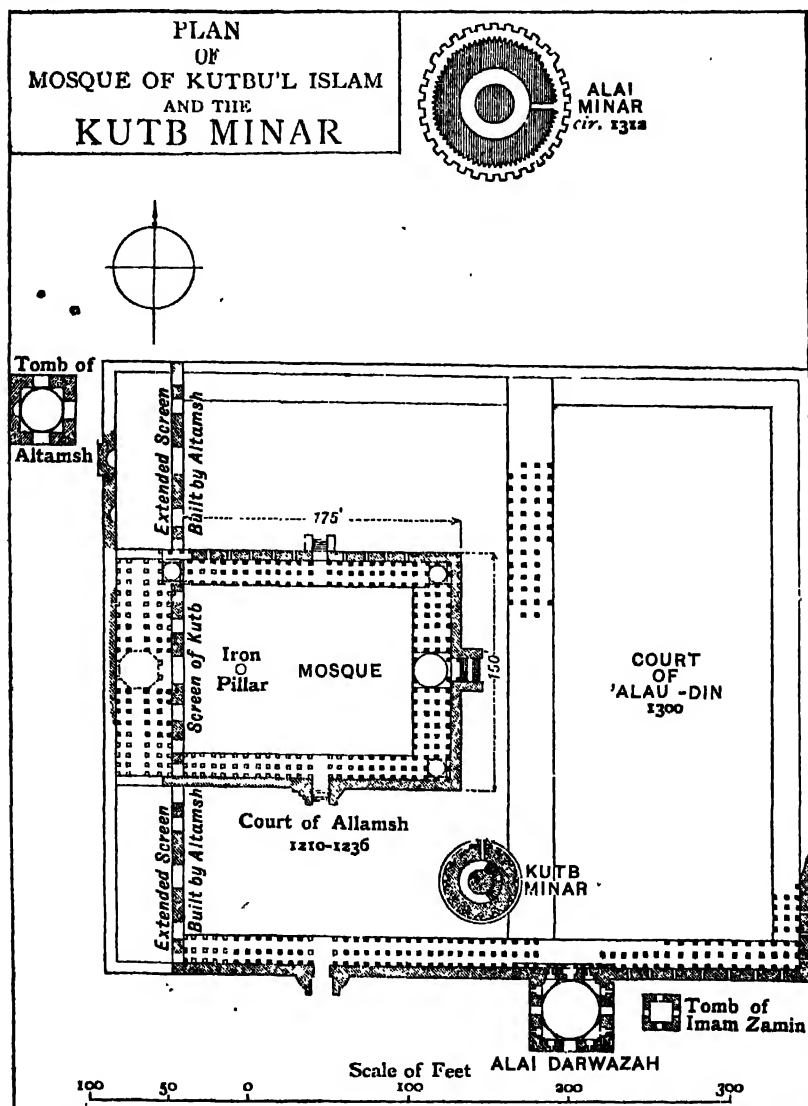 PLAN
OF
MOSQUE OF KUTBU'L ISLAM
AND THE
KUTB MINAR
ALAI
MINAR
cir. 1312
Tomb of
Altamsh
Extended Screen
Built by Altamsh
175'
Screen of Kutb
Iron
Pillar
MOSQUE
150'
COURT
OF
'ALAU-DIN
1300
Extended Screen
Built by Altamsh
Court of Allamsh
1210-1236
KUTB
MINAR
Tomb of
Imam Zamin
ALAI DARWAZAH
Scale of Feet
100 50 0 100 200 300